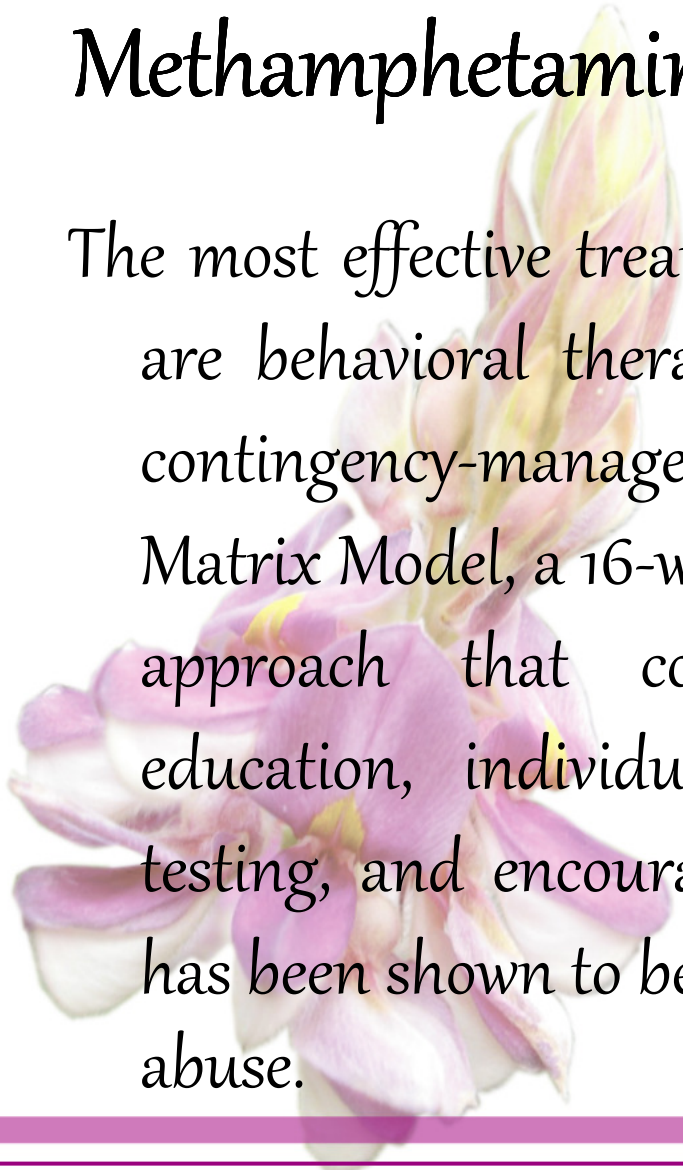 Methamphetamin
The most effective treat
are behavioral thera
contingency-manage
Matrix Model, a 16-w
approach that co
education, individu
testing, and encoura
has been shown to be
abuse.